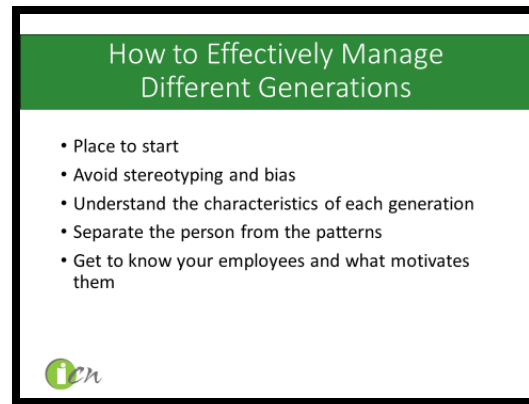 How to Effectively Manage
Different Generations
• Place to start
• Avoid stereotyping and bias
• Understand the characteristics of each generation
• Separate the person from the patterns
• Get to know your employees and what motivates
them
icn